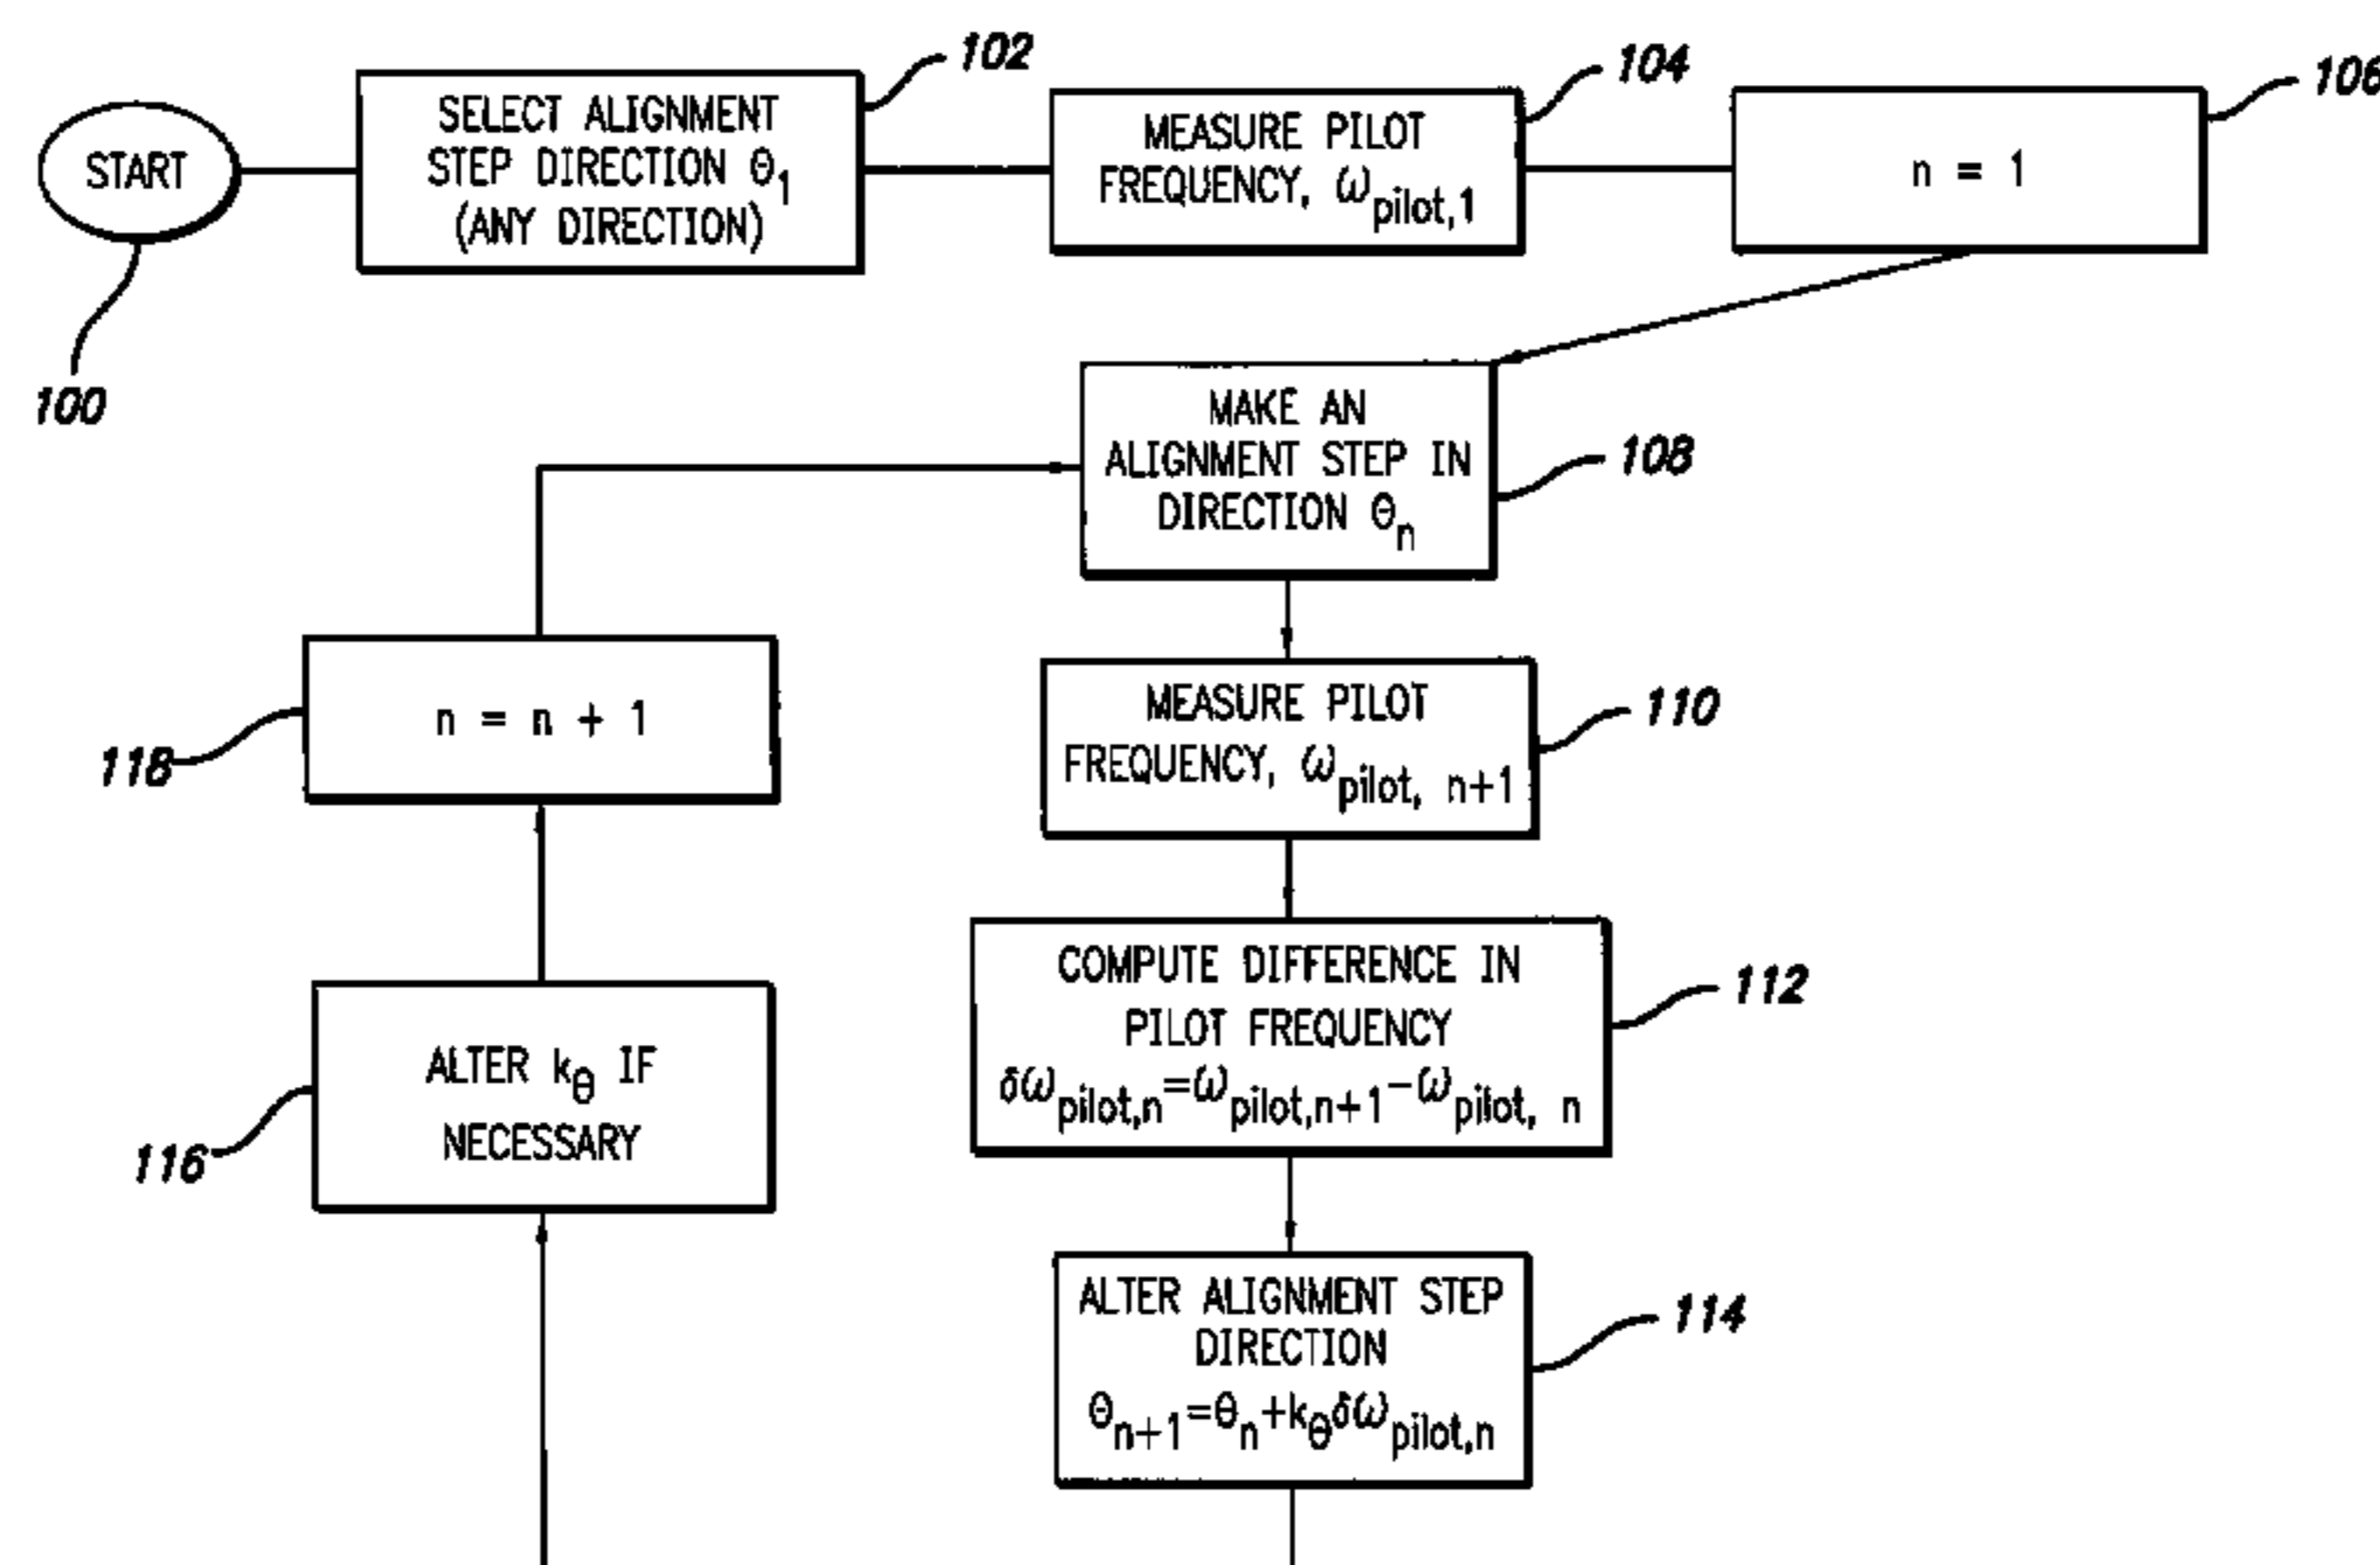 START
100
SELECT ALIGNMENT
STEP DIRECTION Θ1
(ANY DIRECTION)
102
MEASURE PILOT
FREQUENCY, ωpilot,1
104
n = 1
106
MAKE AN
ALIGNMENT STEP IN
DIRECTION Θn
108
MEASURE PILOT
FREQUENCY, ωpilot, n+1
110
COMPUTE DIFFERENCE IN
PILOT FREQUENCY
δωpilot,n=ωpilot,n+1−ωpilot, n
112
ALTER ALIGNMENT STEP
DIRECTION
Θn+1=Θn+kΘδωpilot,n
114
ALTER kΘ IF
NECESSARY
116
n = n + 1
118